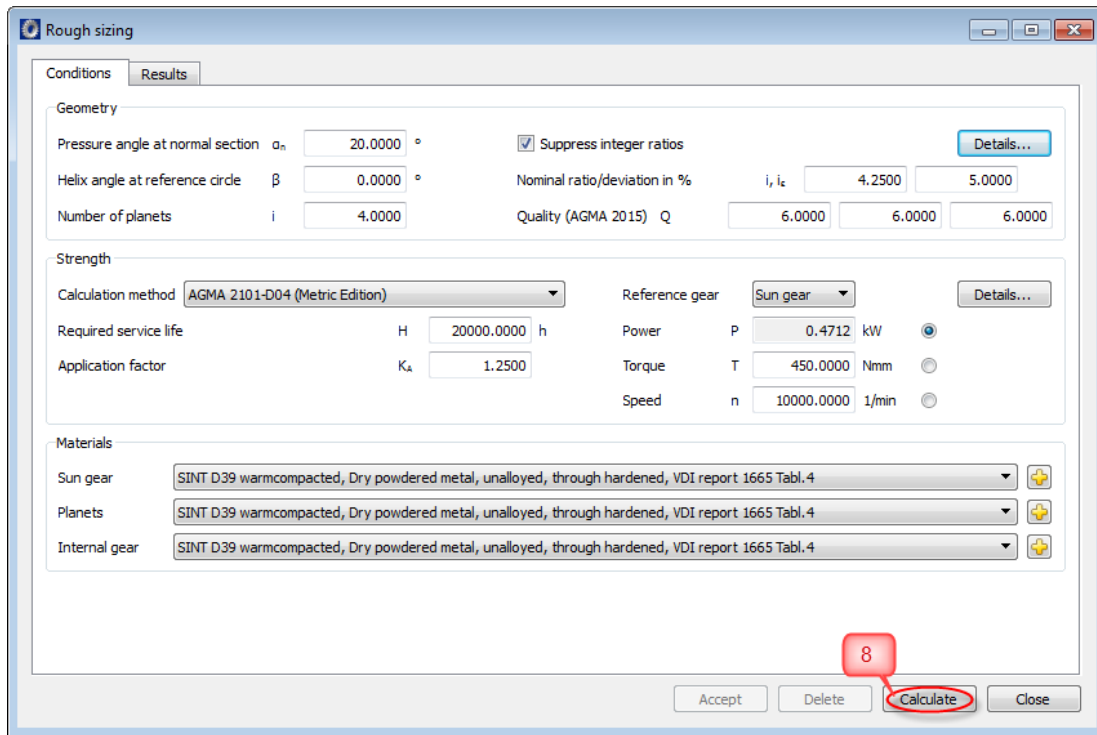 Rough sizing
Conditions Results
Geometry
Pressure angle at normal section αn 20.0000 ° Suppress integer ratios Details...
Helix angle at reference circle β 0.0000 ° Nominal ratio/deviation in % i, iε 4.2500 5.0000
Number of planets i 4.0000 Quality (AGMA 2015) Q 6.0000 6.0000 6.0000
Strength
Calculation method AGMA 2101-D04 (Metric Edition) Reference gear Sun gear Details...
Required service life H 20000.0000 h Power P 0.4712 kW
Application factor KA 1.2500 Torque T 450.0000 Nmm
Speed n 10000.0000 1/min
Materials
Sun gear SINT D39 warmcompacted, Dry powdered metal, unalloyed, through hardened, VDI report 1665 Tabl.4
Planets SINT D39 warmcompacted, Dry powdered metal, unalloyed, through hardened, VDI report 1665 Tabl.4
Internal gear SINT D39 warmcompacted, Dry powdered metal, unalloyed, through hardened, VDI report 1665 Tabl.4
8
Accept Delete Calculate Close